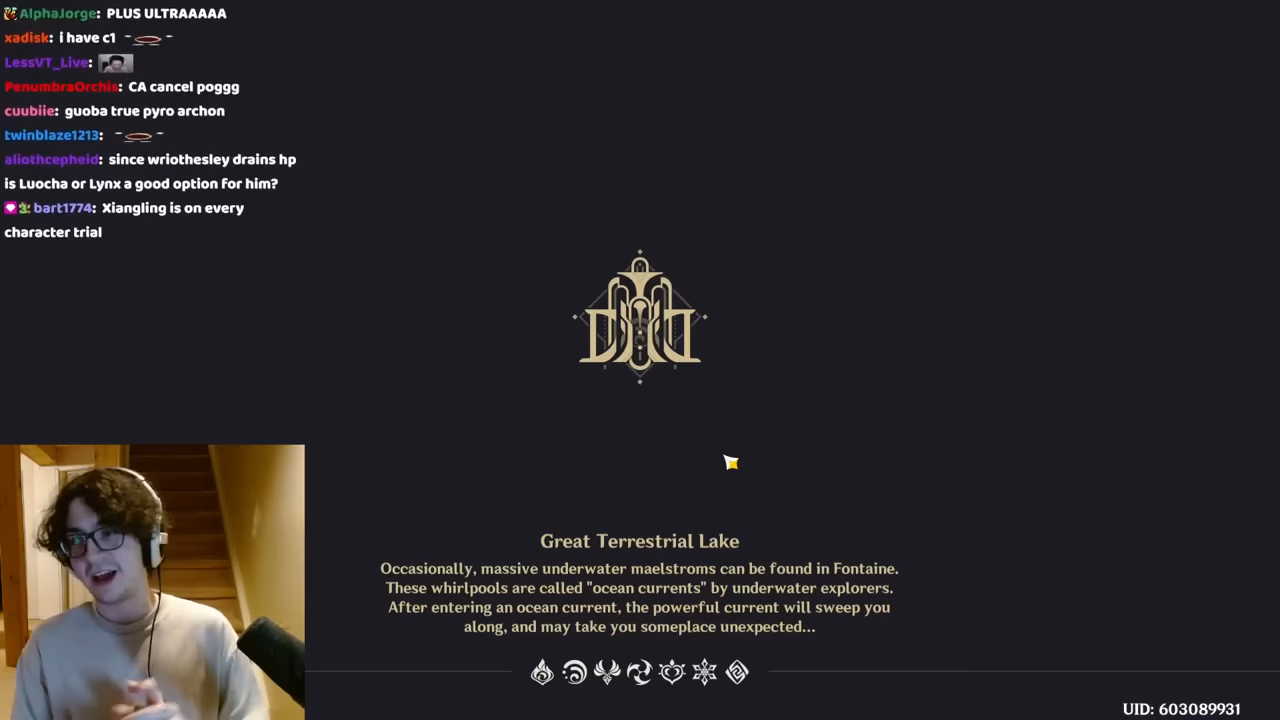 AlphaJorge: PLUS ULTRAAAAA
xadisk: i have c1
LessVT_Live:
PenumbraOrchis: CA cancel poggg
cuubiie: guoba true pyro archon
twinblaze1213:
aliothcepheid: since wriothesley drains hp
is Luocha or Lynx a good option for him?
bart1774: Xiangling is on every
character trial
Great Terrestrial Lake
Occasionally, massive underwater maelstroms can be found in Fontaine.
These whirlpools are called "ocean currents" by underwater explorers.
After entering an ocean current, the powerful current will sweep you
along, and may take you someplace unexpected...
UID: 603089931